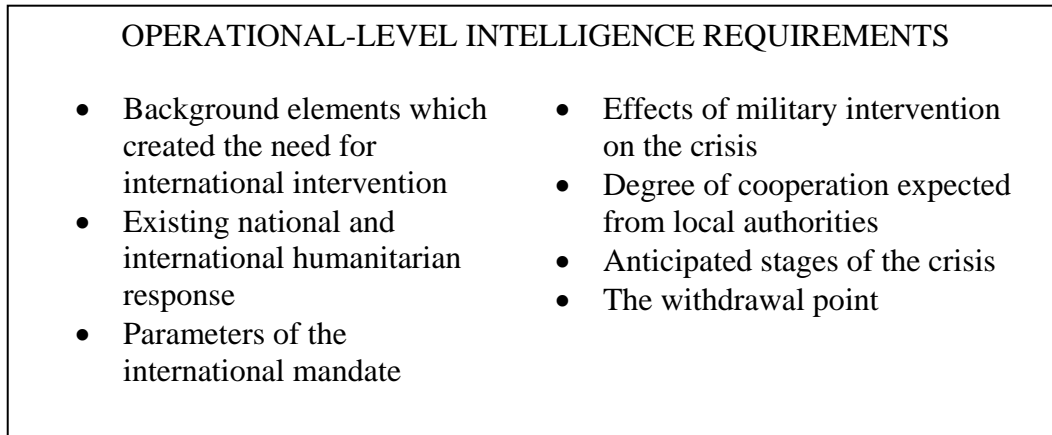 OPERATIONAL-LEVEL INTELLIGENCE REQUIREMENTS
• Background elements which
created the need for
international intervention
• Existing national and
international humanitarian
response
• Parameters of the
international mandate
• Effects of military intervention
on the crisis
• Degree of cooperation expected
from local authorities
• Anticipated stages of the crisis
• The withdrawal point